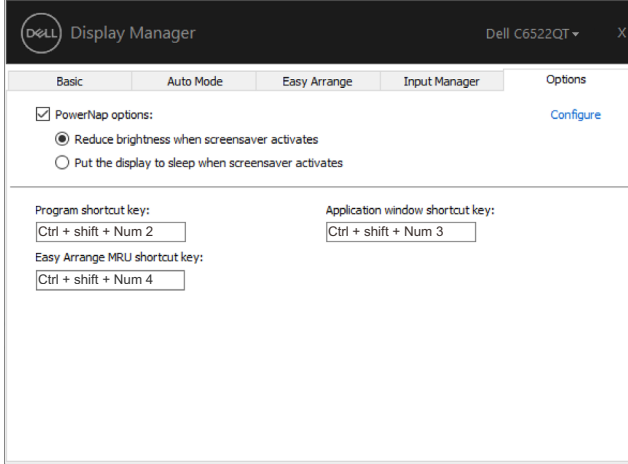 DELL Display Manager Dell C6522QT X
Basic Auto Mode Easy Arrange Input Manager Options
PowerNap options: Configure
Reduce brightness when screensaver activates
Put the display to sleep when screensaver activates
Program shortcut key: Application window shortcut key:
Ctrl + shift + Num 2 Ctrl + shift + Num 3
Easy Arrange MRU shortcut key:
Ctrl + shift + Num 4